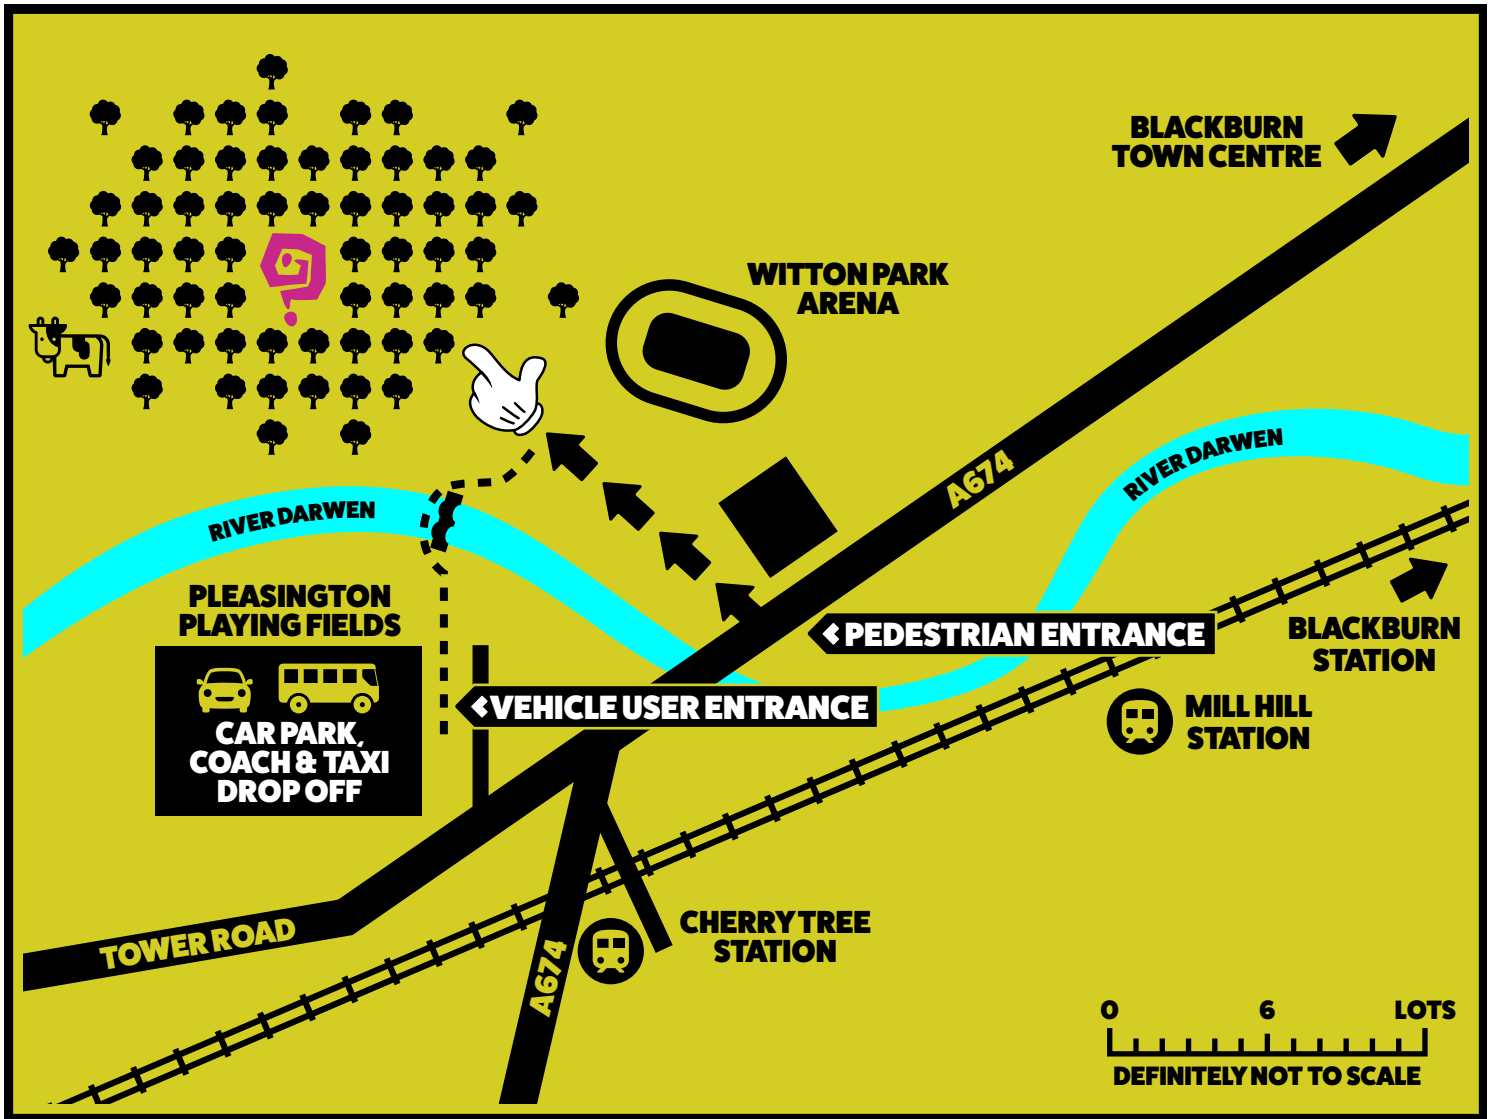 BLACKBURN
TOWN CENTRE
WITTON PARK
ARENA
A674
RIVER DARWEN
RIVER DARWEN
PLEASINGTON
PLAYING FIELDS
CAR PARK,
COACH & TAXI
DROP OFF
PEDESTRIAN ENTRANCE
VEHICLE USER ENTRANCE
BLACKBURN
STATION
MILL HILL
STATION
CHERRY TREE
STATION
TOWER ROAD
A674
0 6 LOTS
DEFINITELY NOT TO SCALE